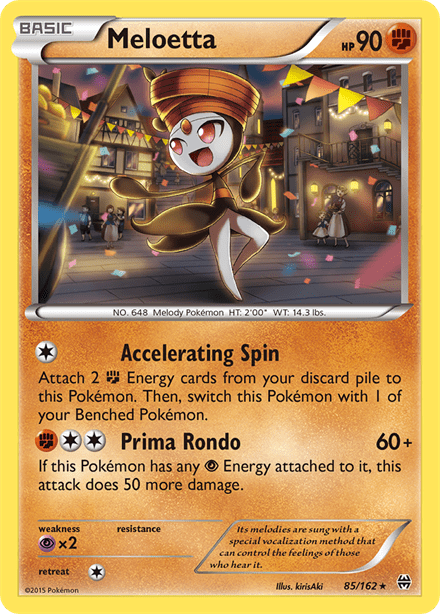 BASIC Meloetta HP 90
NO. 648 Melody Pokémon HT: 2'00" WT: 14.3 lbs.
Accelerating Spin
Attach 2 Energy cards from your discard pile to
this Pokémon. Then, switch this Pokémon with 1 of
your Benched Pokémon.
Prima Rondo 60+
If this Pokémon has any Energy attached to it, this
attack does 50 more damage.
weakness resistance
×2
retreat
Its melodies are sung with a
special vocalization method that
can control the feelings of those
who hear it.
©2015 Pokémon Illus. kirisAki 85/162 ★